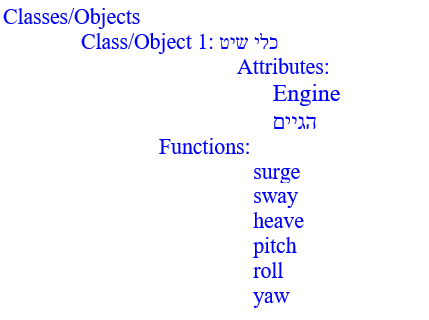 Classes/Objects
Class/Object 1: כלי שיט
Attributes:
Engine
הגיים
Functions:
surge
sway
heave
pitch
roll
yaw